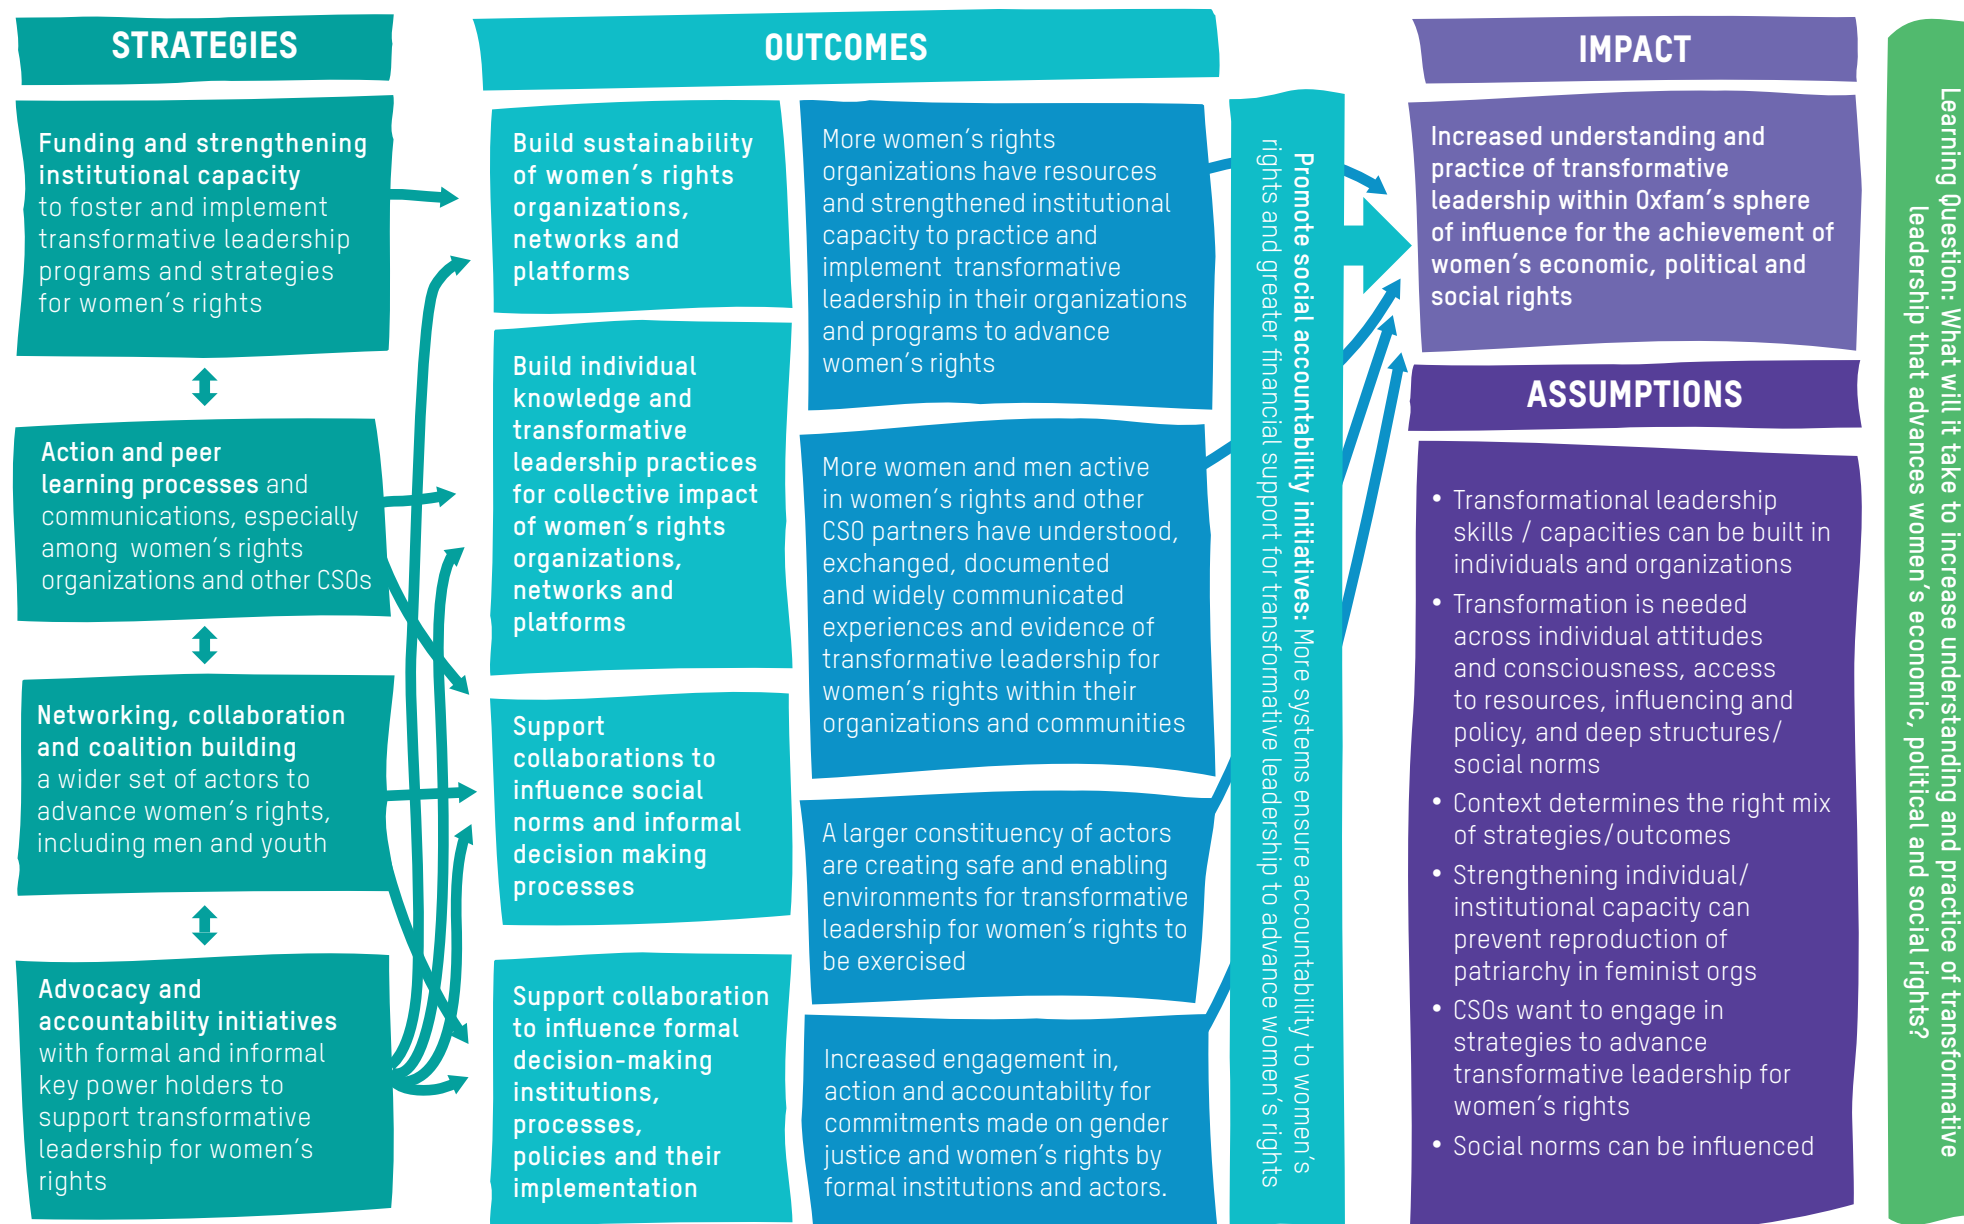 STRATEGIES
Funding and strengthening
institutional capacity
to foster and implement
transformative leadership
programs and strategies
for women's rights
Action and peer
learning processes and
communications, especially
among women's rights
organizations and other CSOs
Networking, collaboration
and coalition building
a wider set of actors to
advance women's rights,
including men and youth
Advocacy and
accountability initiatives
with formal and informal
key power holders to
support transformative
leadership for women's
rights
OUTCOMES
Build sustainability
of women's rights
organizations,
networks and
platforms
Build individual
knowledge and
transformative
leadership practices
for collective impact
of women's rights
organizations,
networks and
platforms
Support
collaborations to
influence social
norms and informal
decision making
processes
Support collaboration
to influence formal
decision-making
institutions,
processes,
policies and their
implementation
More women's rights
organizations have resources
and strengthened institutional
capacity to practice and
implement transformative
leadership in their organizations
and programs to advance
women's rights
More women and men active
in women's rights and other
CSO partners have understood,
exchanged, documented
and widely communicated
experiences and evidence of
transformative leadership for
women's rights within their
organizations and communities
A larger constituency of actors
are creating safe and enabling
environments for transformative
leadership for women's rights to
be exercised
Increased engagement in,
action and accountability for
commitments made on gender
justice and women's rights by
formal institutions and actors.
Promote social accountability initiatives: More systems ensure accountability to women's
rights and greater financial support for transformative leadership to advance women's rights
IMPACT
Increased understanding and
practice of transformative
leadership within Oxfam's sphere
of influence for the achievement of
women's economic, political and
social rights
ASSUMPTIONS
• Transformational leadership
skills / capacities can be built in
individuals and organizations
• Transformation is needed
across individual attitudes
and consciousness, access
to resources, influencing and
policy, and deep structures/
social norms
• Context determines the right mix
of strategies/outcomes
• Strengthening individual/
institutional capacity can
prevent reproduction of
patriarchy in feminist orgs
• CSOs want to engage in
strategies to advance
transformative leadership for
women's rights
• Social norms can be influenced
Learning Question: What will it take to increase understanding and practice of transformative
leadership that advances women's economic, political and social rights?